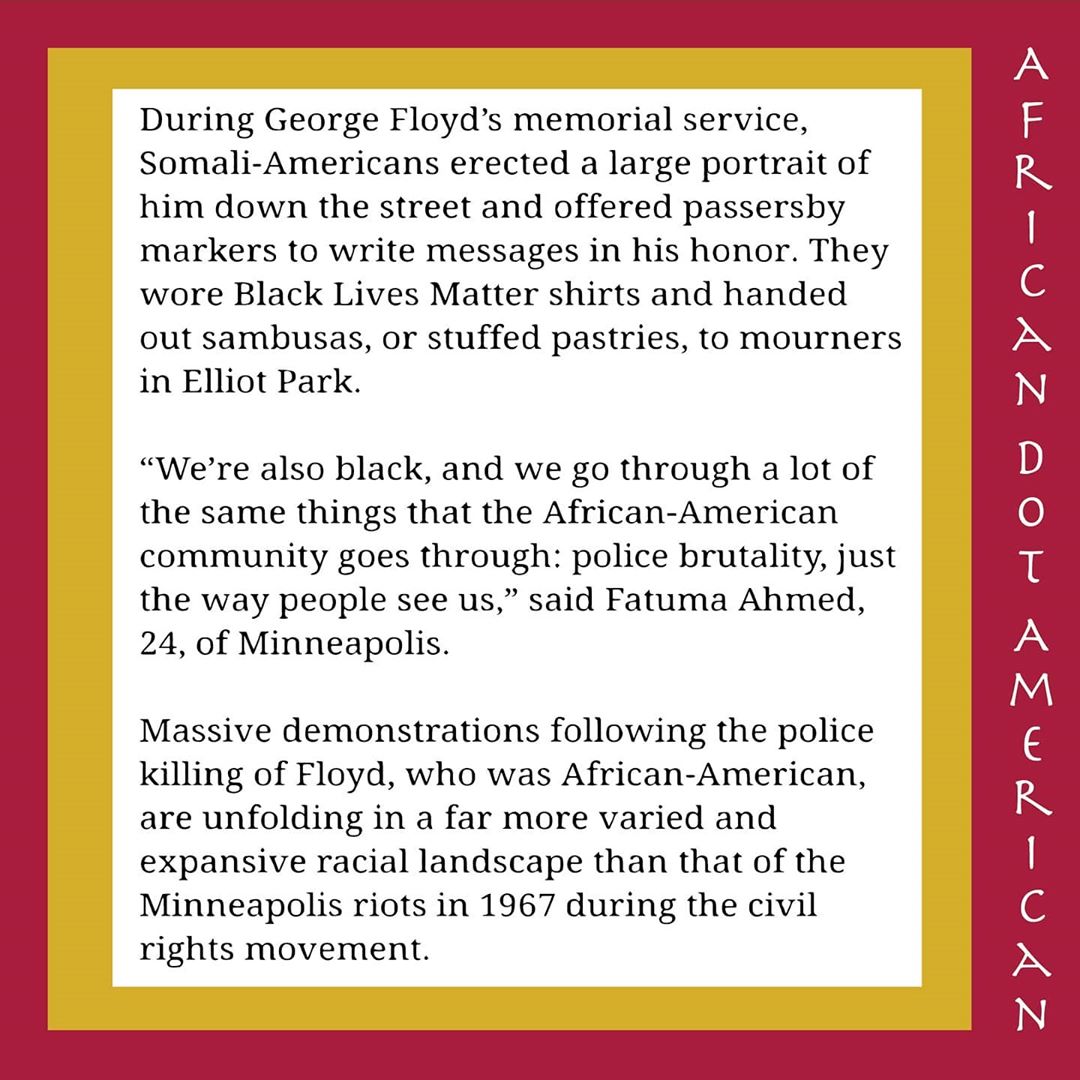 During George Floyd’s memorial service,
Somali-Americans erected a large portrait of
him down the street and offered passersby
markers to write messages in his honor. They
wore Black Lives Matter shirts and handed
out sambusas, or stuffed pastries, to mourners
in Elliot Park.
“We’re also black, and we go through a lot of
the same things that the African-American
community goes through: police brutality, just
the way people see us,” said Fatuma Ahmed,
24, of Minneapolis.
Massive demonstrations following the police
killing of Floyd, who was African-American,
are unfolding in a far more varied and
expansive racial landscape than that of the
Minneapolis riots in 1967 during the civil
rights movement.
AFRICAN DOT AMERICAN